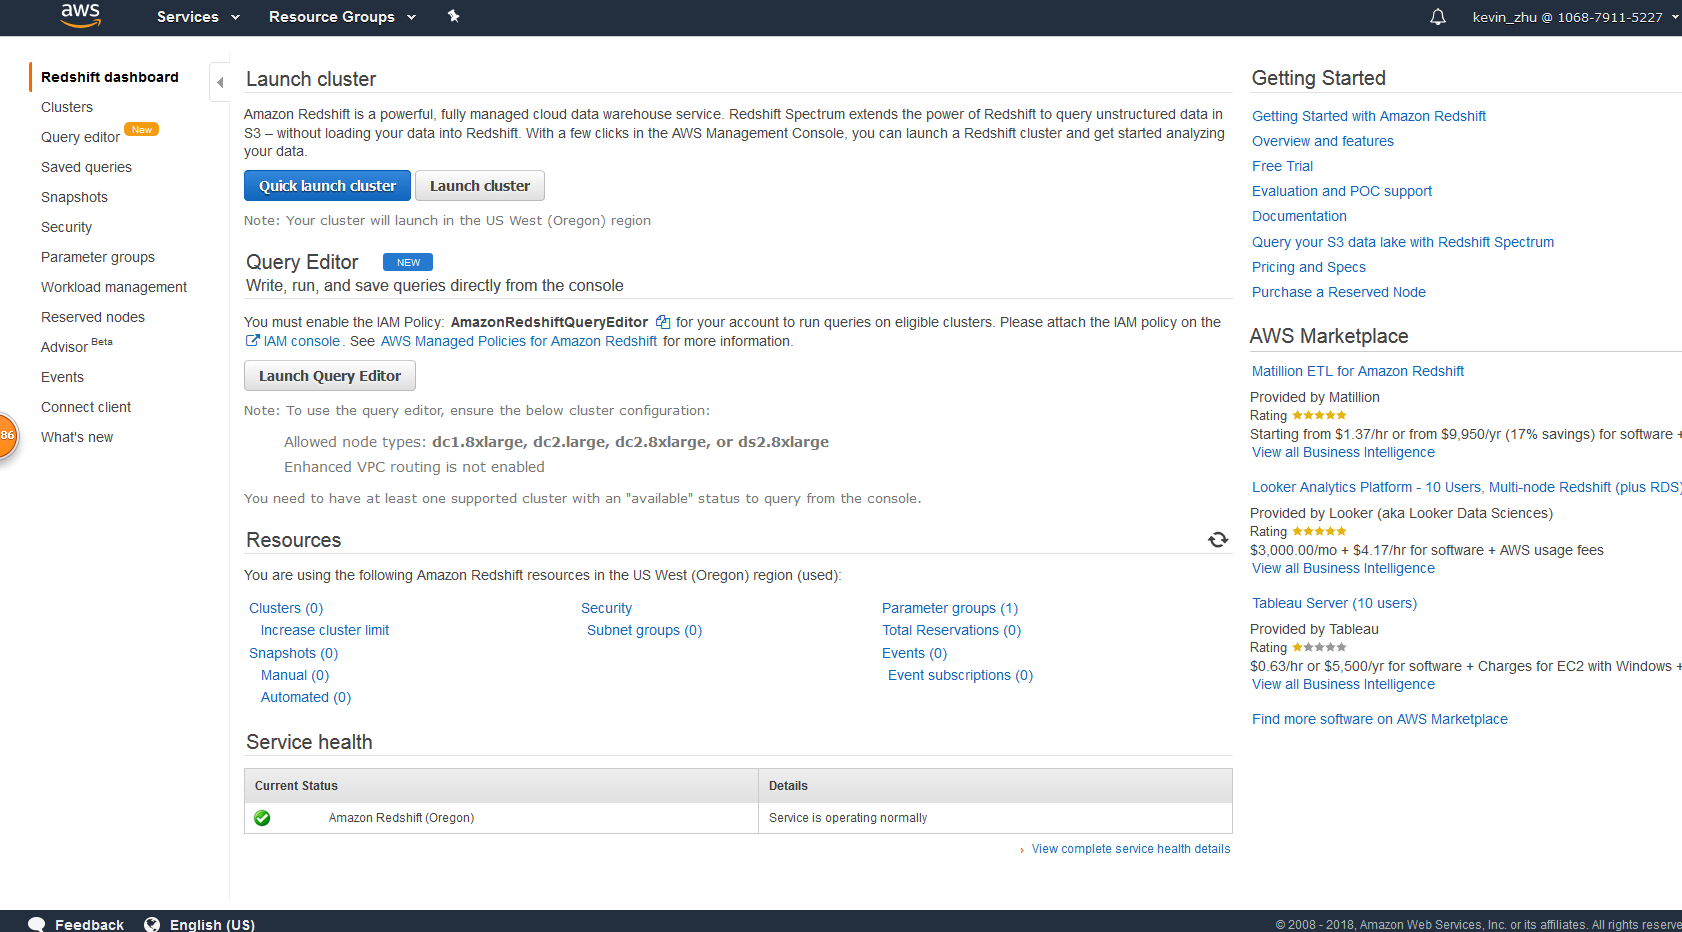 aws
Services
Resource Groups
kevin_zhu @ 1068-7911-5227
Redshift dashboard
Clusters
Query editor New
Saved queries
Snapshots
Security
Parameter groups
Workload management
Reserved nodes
Advisor Beta
Events
Connect client
What's new
86
Launch cluster
Amazon Redshift is a powerful, fully managed cloud data warehouse service. Redshift Spectrum extends the power of Redshift to query unstructured data in
S3 – without loading your data into Redshift. With a few clicks in the AWS Management Console, you can launch a Redshift cluster and get started analyzing
your data.
Quick launch cluster Launch cluster
Note: Your cluster will launch in the US West (Oregon) region
Query Editor NEW
Write, run, and save queries directly from the console
You must enable the IAM Policy: AmazonRedshiftQueryEditor for your account to run queries on eligible clusters. Please attach the IAM policy on the
IAM console. See AWS Managed Policies for Amazon Redshift for more information.
Launch Query Editor
Note: To use the query editor, ensure the below cluster configuration:
Allowed node types: dc1.8xlarge, dc2.large, dc2.8xlarge, or ds2.8xlarge
Enhanced VPC routing is not enabled
You need to have at least one supported cluster with an "available" status to query from the console.
Resources
You are using the following Amazon Redshift resources in the US West (Oregon) region (used):
Clusters (0)
Increase cluster limit
Snapshots (0)
Manual (0)
Automated (0)
Security
Subnet groups (0)
Parameter groups (1)
Total Reservations (0)
Events (0)
Event subscriptions (0)
Service health
Current Status Details
Amazon Redshift (Oregon) Service is operating normally
› View complete service health details
Getting Started
Getting Started with Amazon Redshift
Overview and features
Free Trial
Evaluation and POC support
Documentation
Query your S3 data lake with Redshift Spectrum
Pricing and Specs
Purchase a Reserved Node
AWS Marketplace
Matillion ETL for Amazon Redshift
Provided by Matillion
Rating
Starting from $1.37/hr or from $9,950/yr (17% savings) for software +
View all Business Intelligence
Looker Analytics Platform - 10 Users, Multi-node Redshift (plus RDS)
Provided by Looker (aka Looker Data Sciences)
Rating
$3,000.00/mo + $4.17/hr for software + AWS usage fees
View all Business Intelligence
Tableau Server (10 users)
Provided by Tableau
Rating
$0.63/hr or $5,500/yr for software + Charges for EC2 with Windows +
View all Business Intelligence
Find more software on AWS Marketplace
Feedback English (US)
© 2008 - 2018, Amazon Web Services, Inc. or its affiliates. All rights reserve